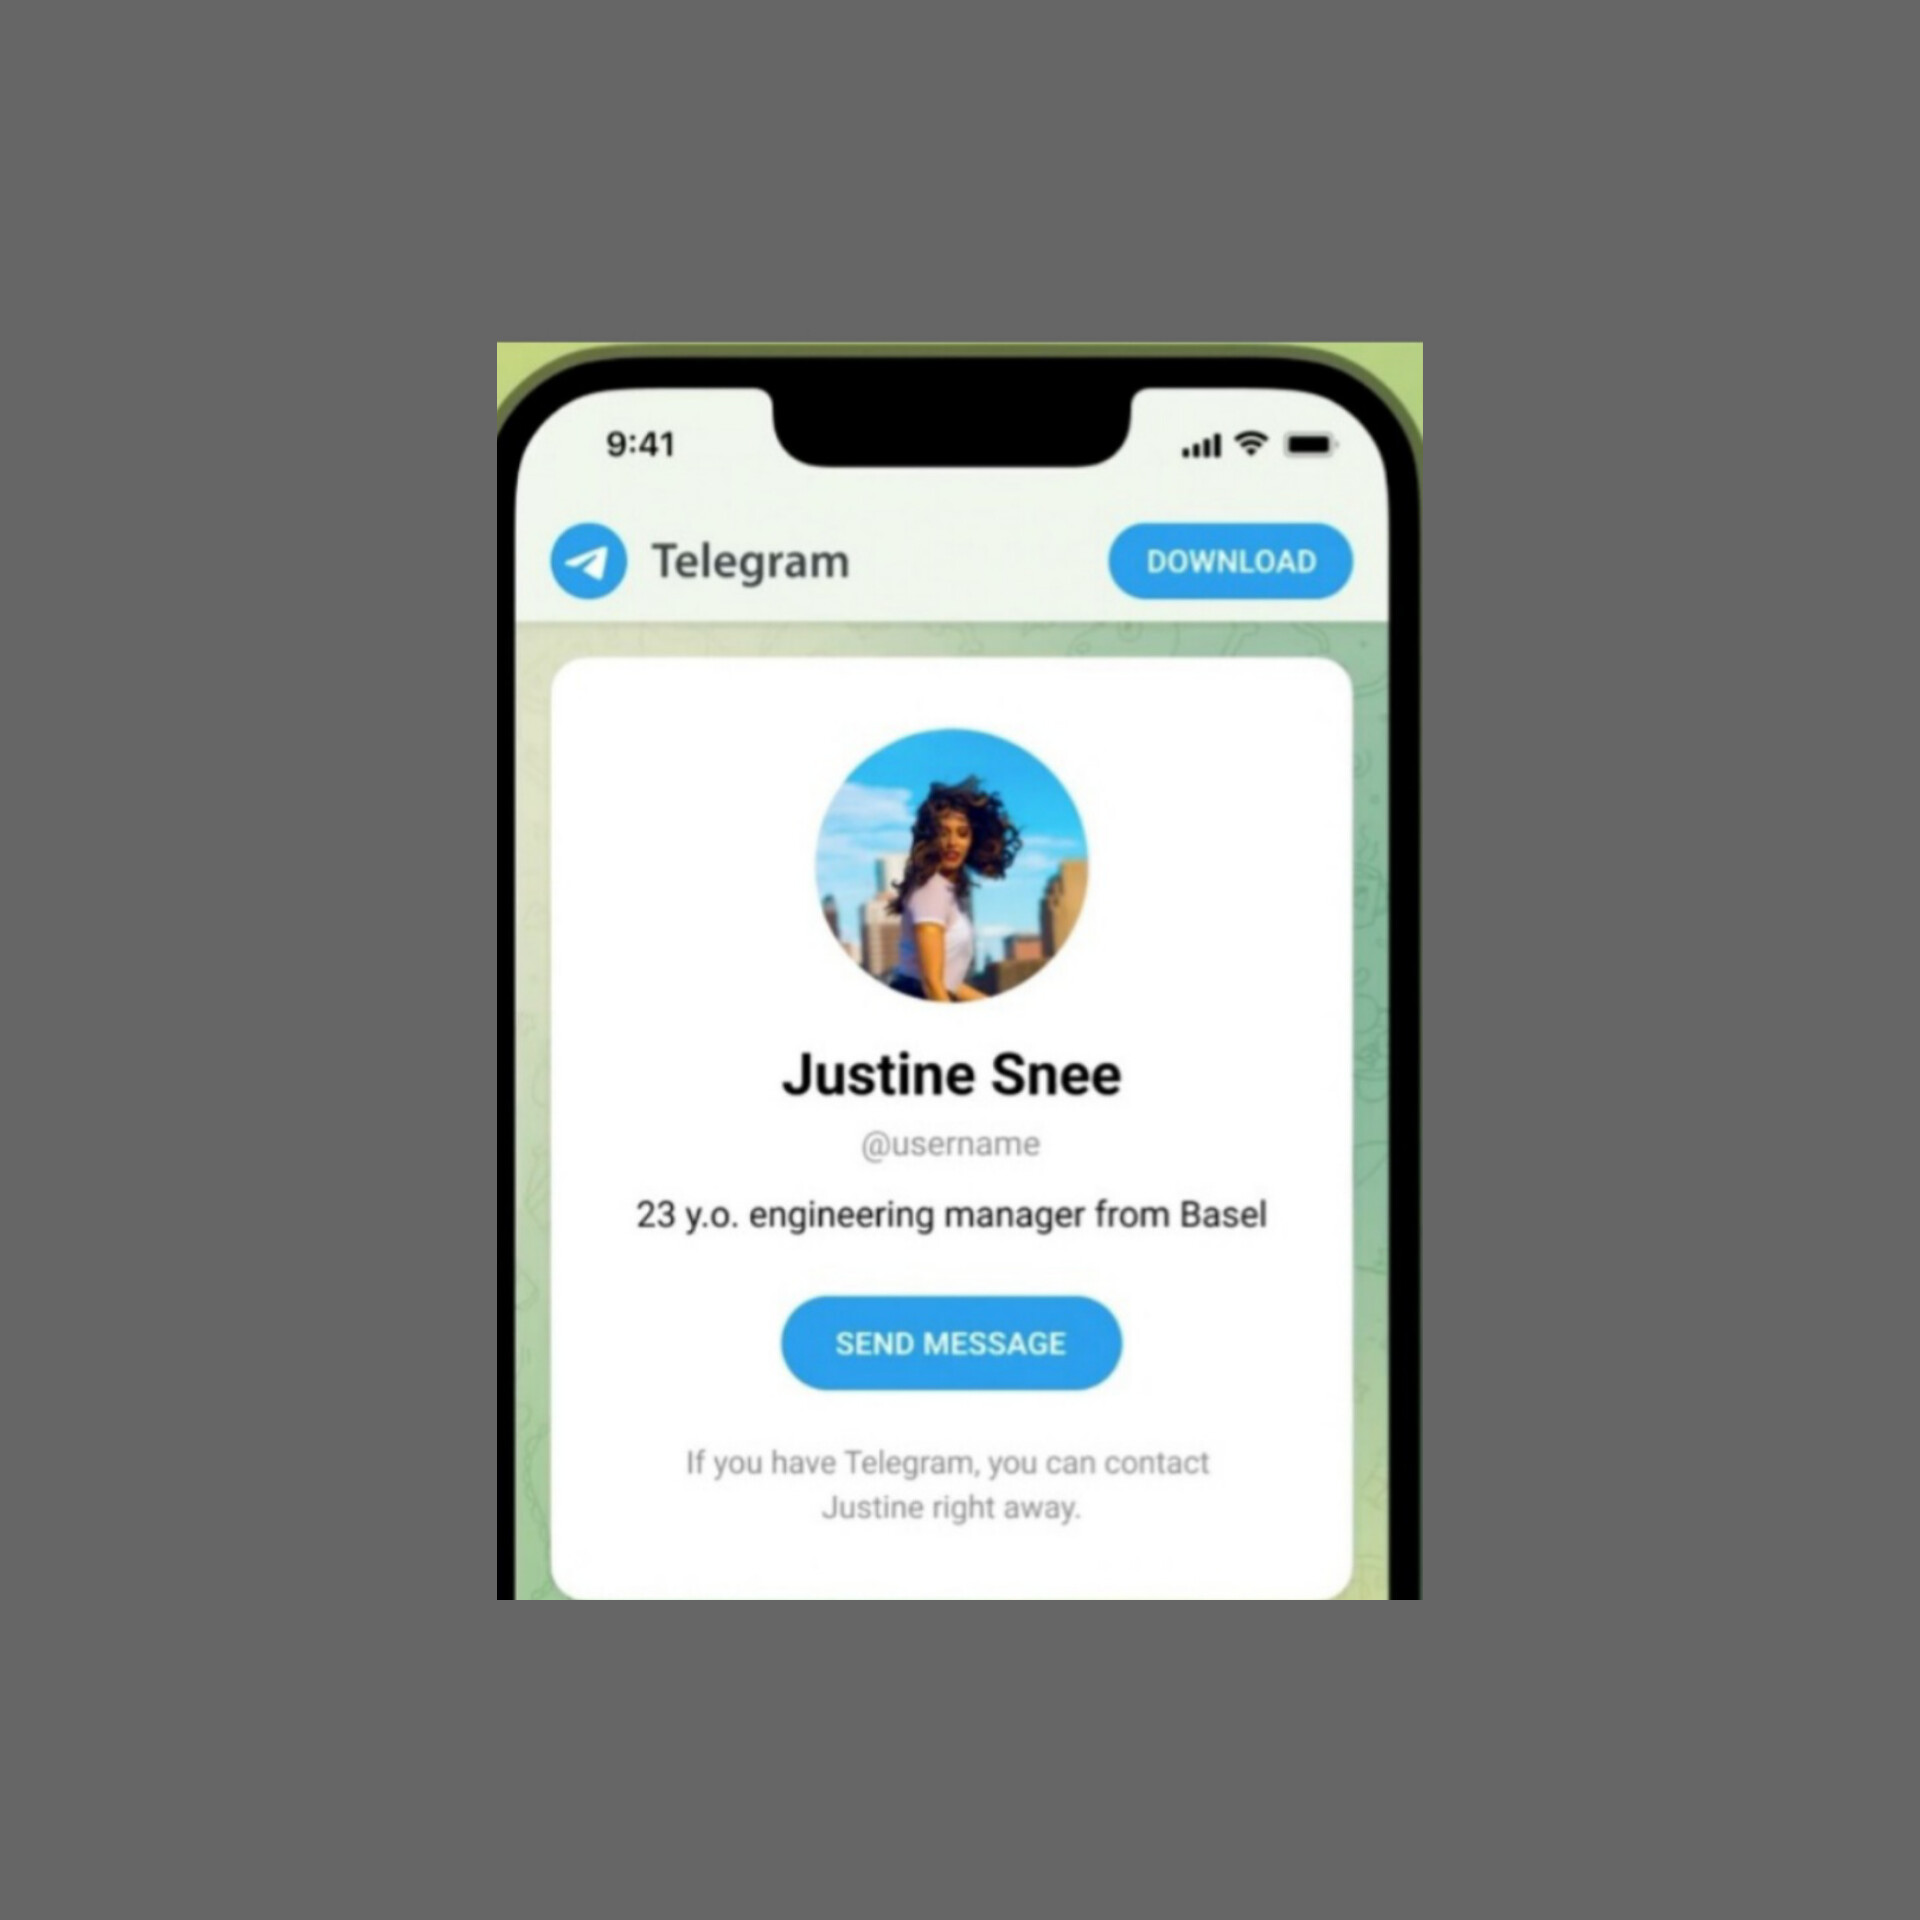 9:41
Telegram
DOWNLOAD
Justine Snee
@username
23 y.o. engineering manager from Basel
SEND MESSAGE
If you have Telegram, you can contact
Justine right away.